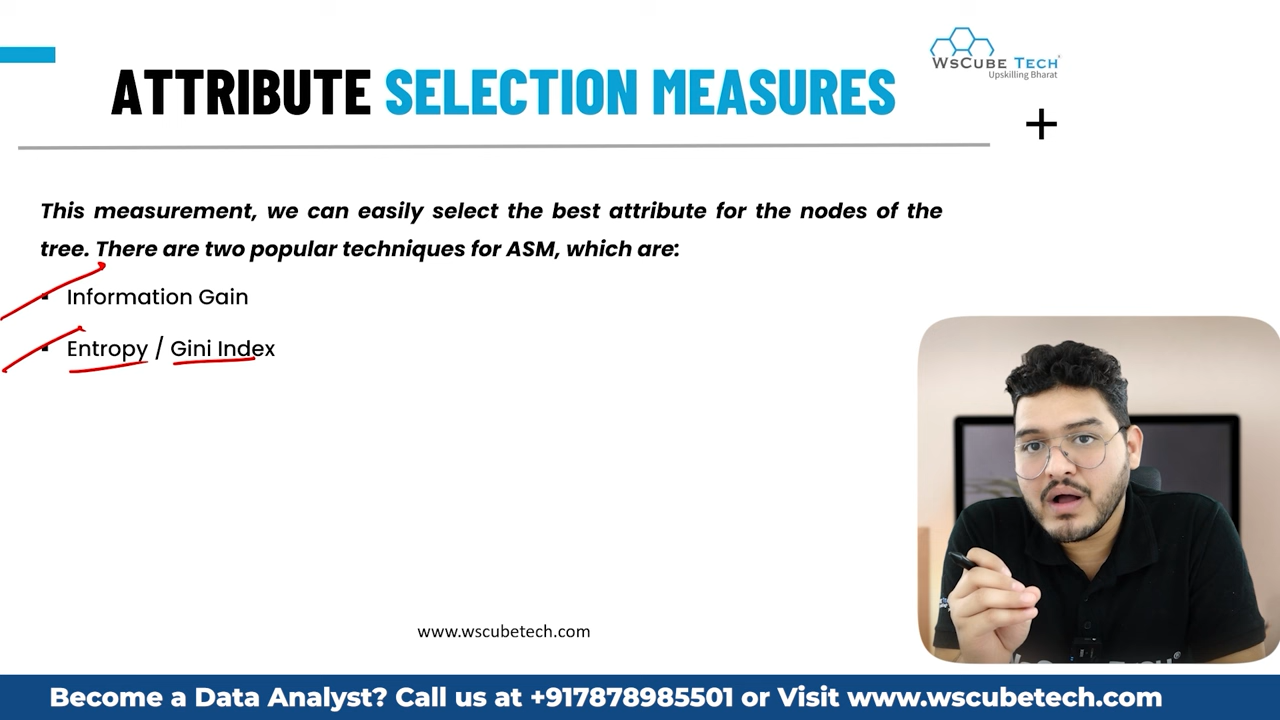 WsCube Tech
Upskilling Bharat
ATTRIBUTE SELECTION MEASURES
This measurement, we can easily select the best attribute for the nodes of the
tree. There are two popular techniques for ASM, which are:
▪ Information Gain
▪ Entropy / Gini Index
www.wscubetech.com
Become a Data Analyst? Call us at +917878985501 or Visit www.wscubetech.com